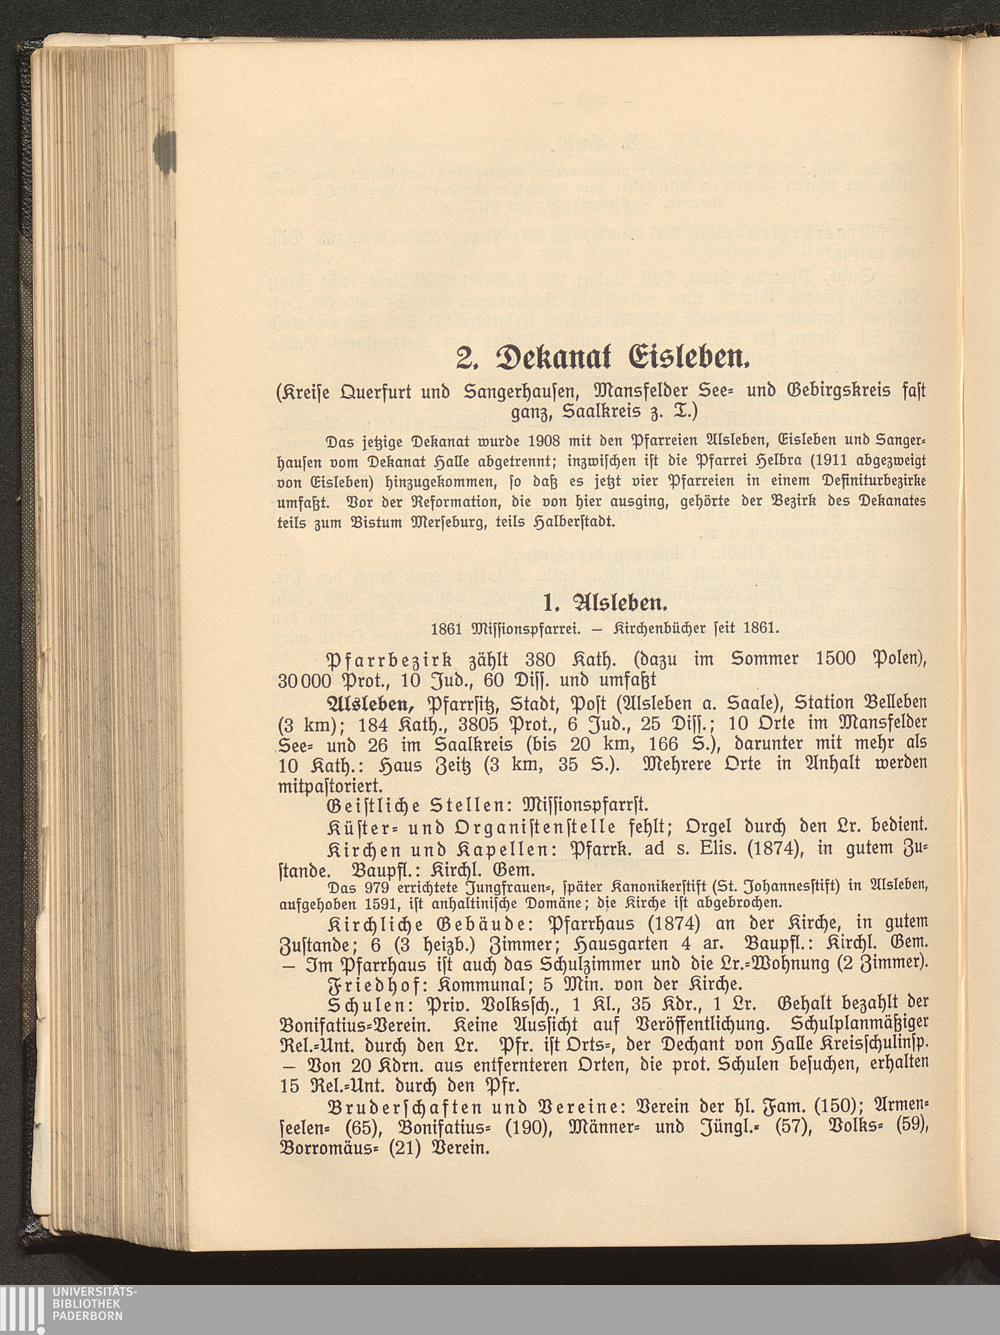 2. Dekanat Eisleben.
(Kreise Querfurt und Sangerhausen, Mansfelder See- und Gebirgskreis fast
ganz, Saalkreis z. T.)
Das jetzige Dekanat wurde 1908 mit den Pfarreien Alsleben, Eisleben und Sanger-
hausen vom Dekanat Halle abgetrennt; inzwischen ist die Pfarrei Helbra (1911 abgezweigt
von Eisleben) hinzugekommen, so daß es jetzt vier Pfarreien in einem Definiturbezirke
umfaßt. Vor der Reformation, die von hier ausging, gehörte der Bezirk des Dekanates
teils zum Bistum Merseburg, teils Halberstadt.
1. Alsleben.
1861 Missionspfarrei. — Kirchenbücher seit 1861.
Pfarrbezirk zählt 380 Kath. (dazu im Sommer 1500 Polen),
30000 Prot., 10 Jud., 60 Diss. und umfaßt
Alsleben, Pfarrsitz, Stadt, Post (Alsleben a. Saale), Station Belleben
(3 km); 184 Kath., 3805 Prot., 6 Jud., 25 Diss.; 10 Orte im Mansfelder
See- und 26 im Saalkreis (bis 20 km, 166 S.), darunter mit mehr als
10 Kath.: Haus Zeitz (3 km, 35 S.). Mehrere Orte in Anhalt werden
mitpastoriert.
Geistliche Stellen: Missionspfarrst.
Küster- und Organistenstelle fehlt; Orgel durch den Lr. bedient.
Kirchen und Kapellen: Pfarrk. ad s. Elis. (1874), in gutem Zu-
stande. Baupfl.: Kirchl. Gem.
Das 979 errichtete Jungfrauen-, später Kanonikerstift (St. Johannesstift) in Alsleben,
aufgehoben 1591, ist anhaltinische Domäne; die Kirche ist abgebrochen.
Kirchliche Gebäude: Pfarrhaus (1874) an der Kirche, in gutem
Zustande; 6 (3 heizb.) Zimmer; Hausgarten 4 ar. Baupfl.: Kirchl. Gem.
— Im Pfarrhaus ist auch das Schulzimmer und die Lr.-Wohnung (2 Zimmer).
Friedhof: Kommunal; 5 Min. von der Kirche.
Schulen: Priv. Volkssch., 1 Kl., 35 Kdr., 1 Lr. Gehalt bezahlt der
Bonifatius-Verein. Keine Aussicht auf Veröffentlichung. Schulplanmäßiger
Rel.-Unt. durch den Lr. Pfr. ist Orts-, der Dechant von Halle Kreisschulinsp.
— Von 20 Kdrn. aus entfernteren Orten, die prot. Schulen besuchen, erhalten
15 Rel.-Unt. durch den Pfr.
Bruderschaften und Vereine: Verein der hl. Fam. (150); Armen-
seelen- (65), Bonifatius- (190), Männer- und Jüngl.- (57), Volks- (59),
Borromäus- (21) Verein.
UNIVERSITÄTS-
BIBLIOTHEK
PADERBORN